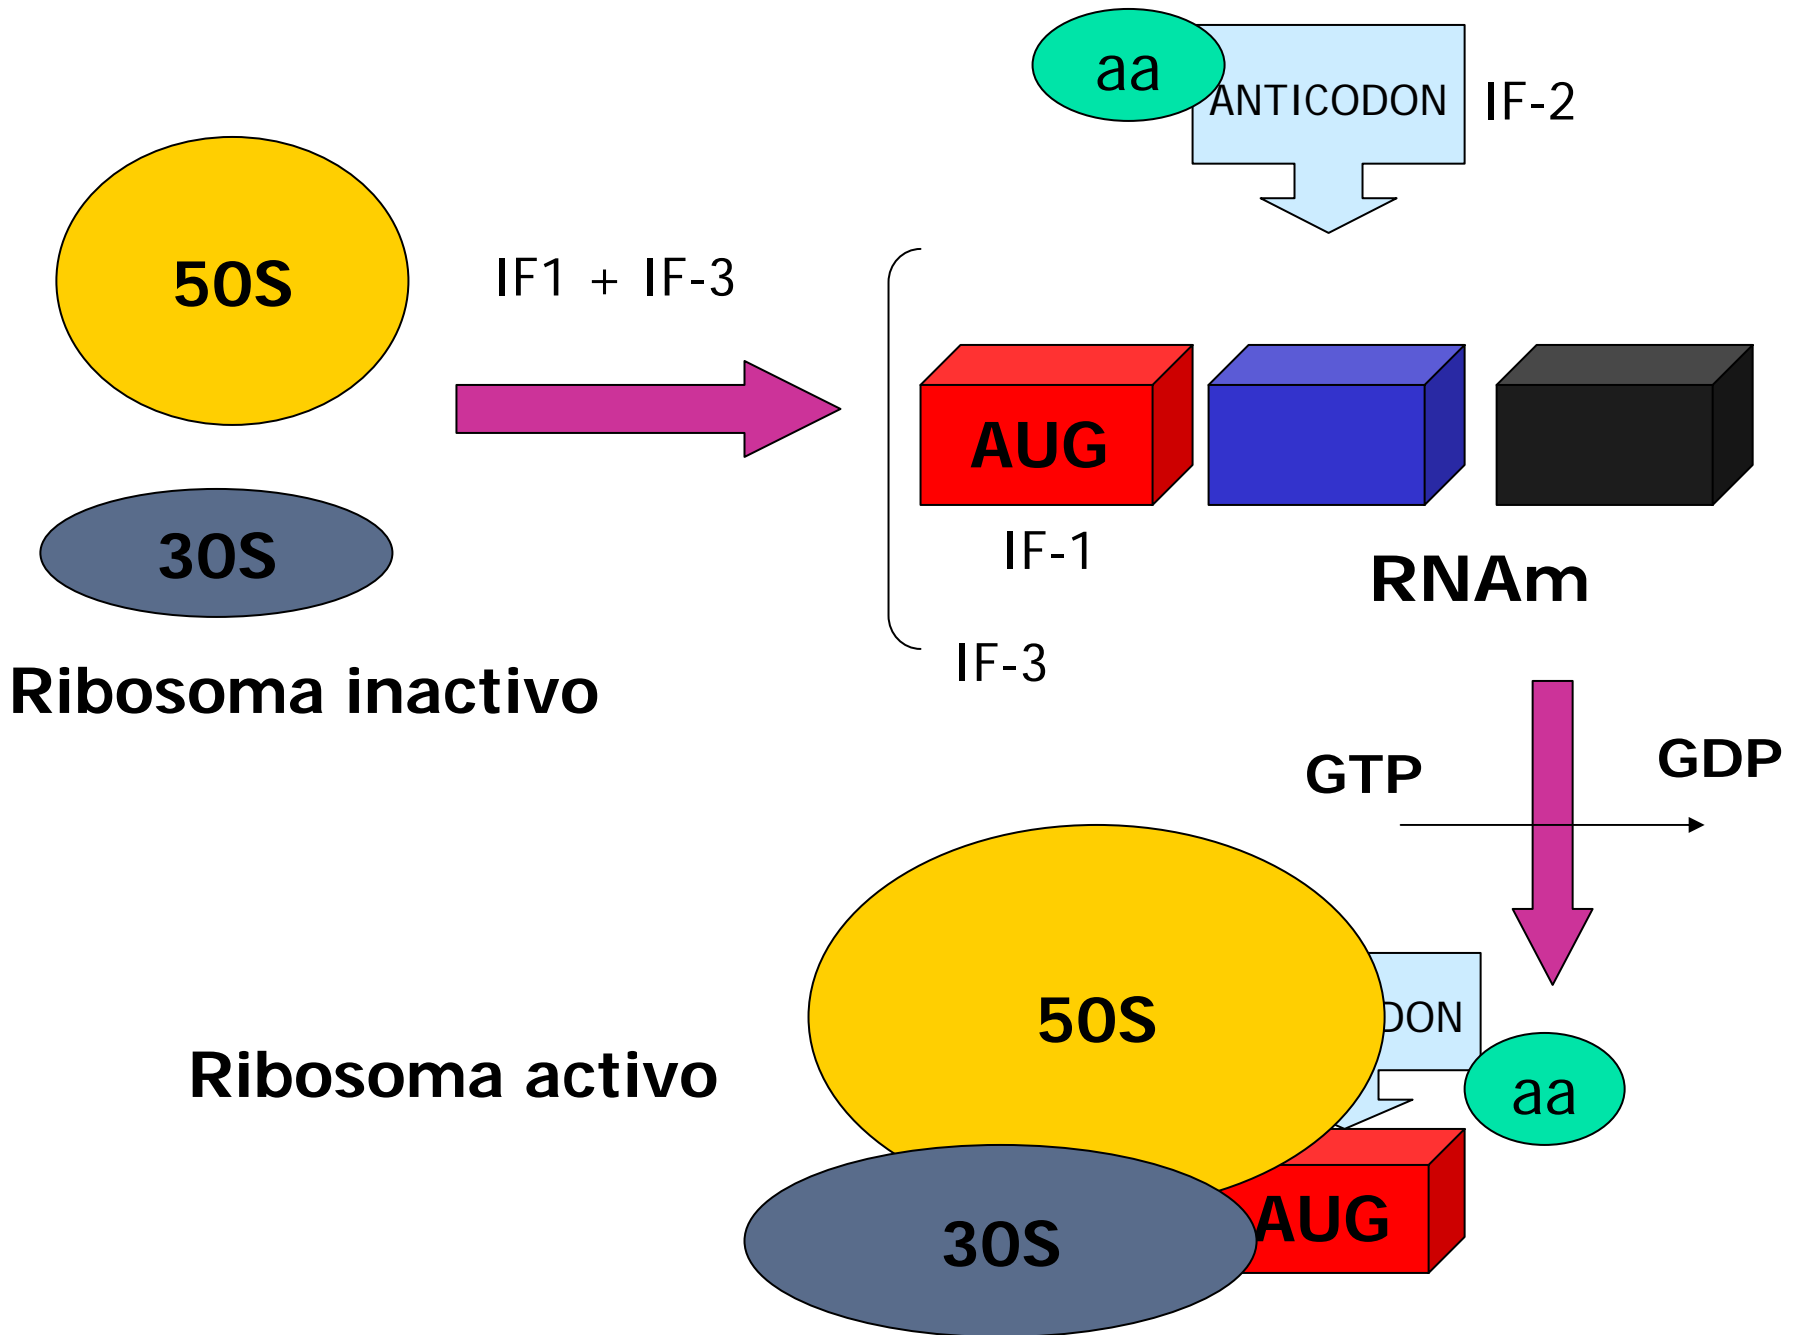 aa
ANTICODON
IF-2
50S
IF1 + IF-3
AUG
30S
IF-1
RNAm
IF-3
Ribosoma inactivo
GTP
GDP
50S
DON
Ribosoma activo
aa
AUG
30S